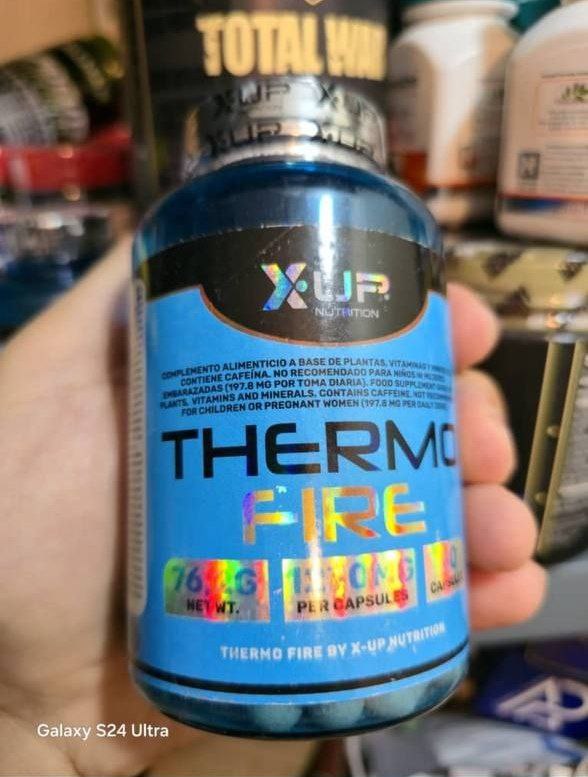 TOTAL WAR
X-UP X-UP
X-UP X-UP
X-UP
NUTRITION
COMPLEMENTO ALIMENTICIO A BASE DE PLANTAS, VITAMINAS Y
CONTIENE CAFEÍNA. NO RECOMENDADO PARA NIÑOS NI
EMBARAZADAS (197.8 MG POR TOMA DIARIA). FOOD SUPPLEMENT
PLANTS, VITAMINS AND MINERALS. CONTAINS CAFFEINE. NOT
FOR CHILDREN OR PREGNANT WOMEN (197.8 MG PER DAILY
THERMO
FIRE
76,2G
NET WT.
PER CAPSULES
THERMO FIRE BY X-UP NUTRITION
Galaxy S24 Ultra